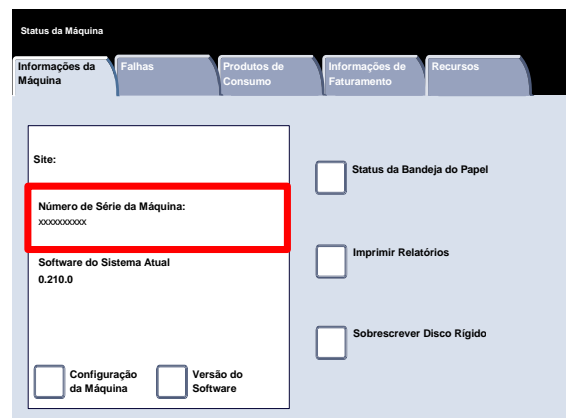 Status da Máquina
Informações da
Máquina
Falhas
Produtos de
Consumo
Informações de
Faturamento
Recursos
Site:
Número de Série da Máquina:
xxxxxxxxx
Software do Sistema Atual
0.210.0
Configuração
da Máquina
Versão do
Software
Status da Bandeja do Papel
Imprimir Relatórios
Sobrescrever Disco Rígido